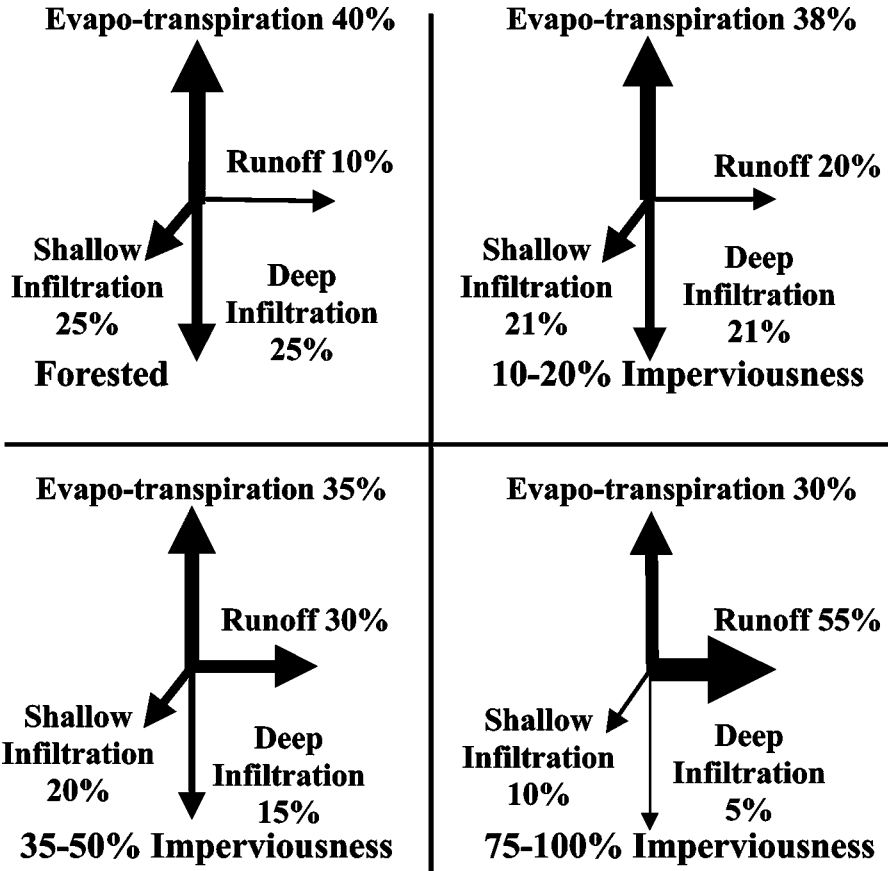 Evapo-transpiration 40%
Runoff 10%
Shallow
Infiltration
25%
Deep
Infiltration
25%
Forested
Evapo-transpiration 38%
Runoff 20%
Shallow
Infiltration
21%
Deep
Infiltration
21%
10-20% Imperviousness
Evapo-transpiration 35%
Runoff 30%
Shallow
Infiltration
20%
Deep
Infiltration
15%
35-50% Imperviousness
Evapo-transpiration 30%
Runoff 55%
Shallow
Infiltration
10%
Deep
Infiltration
5%
75-100% Imperviousness